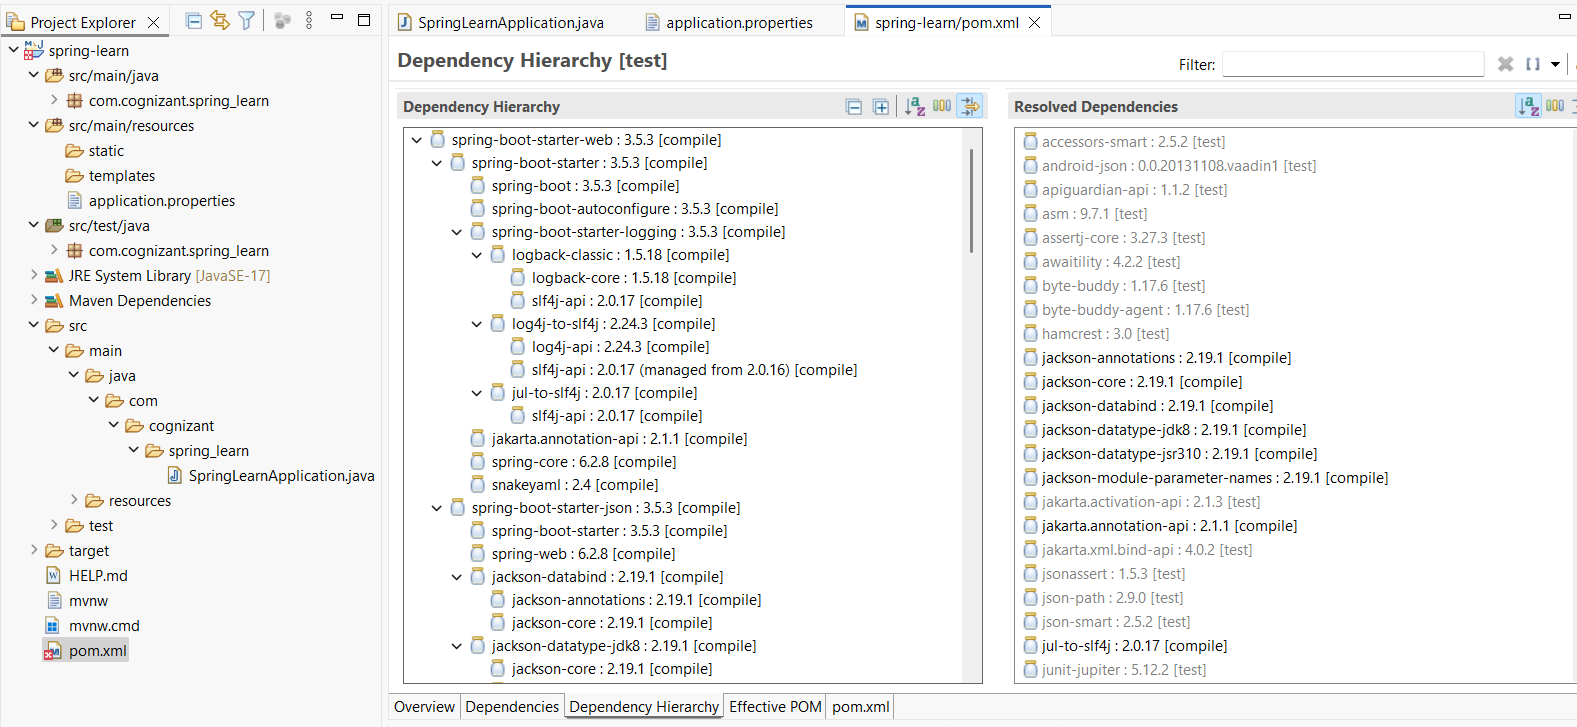 Project Explorer
spring-learn
src/main/java
com.cognizant.spring_learn
src/main/resources
static
templates
application.properties
src/test/java
com.cognizant.spring_learn
JRE System Library [JavaSE-17]
Maven Dependencies
src
main
java
com
cognizant
spring_learn
SpringLearnApplication.java
resources
test
target
HELP.md
mvnw
mvnw.cmd
pom.xml
SpringLearnApplication.java
application.properties
spring-learn/pom.xml
Dependency Hierarchy [test]
Filter:
Dependency Hierarchy
spring-boot-starter-web : 3.5.3 [compile]
spring-boot-starter : 3.5.3 [compile]
spring-boot : 3.5.3 [compile]
spring-boot-autoconfigure : 3.5.3 [compile]
spring-boot-starter-logging : 3.5.3 [compile]
logback-classic : 1.5.18 [compile]
logback-core : 1.5.18 [compile]
slf4j-api : 2.0.17 [compile]
log4j-to-slf4j : 2.24.3 [compile]
log4j-api : 2.24.3 [compile]
slf4j-api : 2.0.17 (managed from 2.0.16) [compile]
jul-to-slf4j : 2.0.17 [compile]
slf4j-api : 2.0.17 [compile]
jakarta.annotation-api : 2.1.1 [compile]
spring-core : 6.2.8 [compile]
snakeyaml : 2.4 [compile]
spring-boot-starter-json : 3.5.3 [compile]
spring-boot-starter : 3.5.3 [compile]
spring-web : 6.2.8 [compile]
jackson-databind : 2.19.1 [compile]
jackson-annotations : 2.19.1 [compile]
jackson-core : 2.19.1 [compile]
jackson-datatype-jdk8 : 2.19.1 [compile]
jackson-core : 2.19.1 [compile]
Resolved Dependencies
accessors-smart : 2.5.2 [test]
android-json : 0.0.20131108.vaadin1 [test]
apiguardian-api : 1.1.2 [test]
asm : 9.7.1 [test]
assertj-core : 3.27.3 [test]
awaitility : 4.2.2 [test]
byte-buddy : 1.17.6 [test]
byte-buddy-agent : 1.17.6 [test]
hamcrest : 3.0 [test]
jackson-annotations : 2.19.1 [compile]
jackson-core : 2.19.1 [compile]
jackson-databind : 2.19.1 [compile]
jackson-datatype-jdk8 : 2.19.1 [compile]
jackson-datatype-jsr310 : 2.19.1 [compile]
jackson-module-parameter-names : 2.19.1 [compile]
jakarta.activation-api : 2.1.3 [test]
jakarta.annotation-api : 2.1.1 [compile]
jakarta.xml.bind-api : 4.0.2 [test]
jsonassert : 1.5.3 [test]
json-path : 2.9.0 [test]
json-smart : 2.5.2 [test]
jul-to-slf4j : 2.0.17 [compile]
junit-jupiter : 5.12.2 [test]
Overview
Dependencies
Dependency Hierarchy
Effective POM
pom.xml